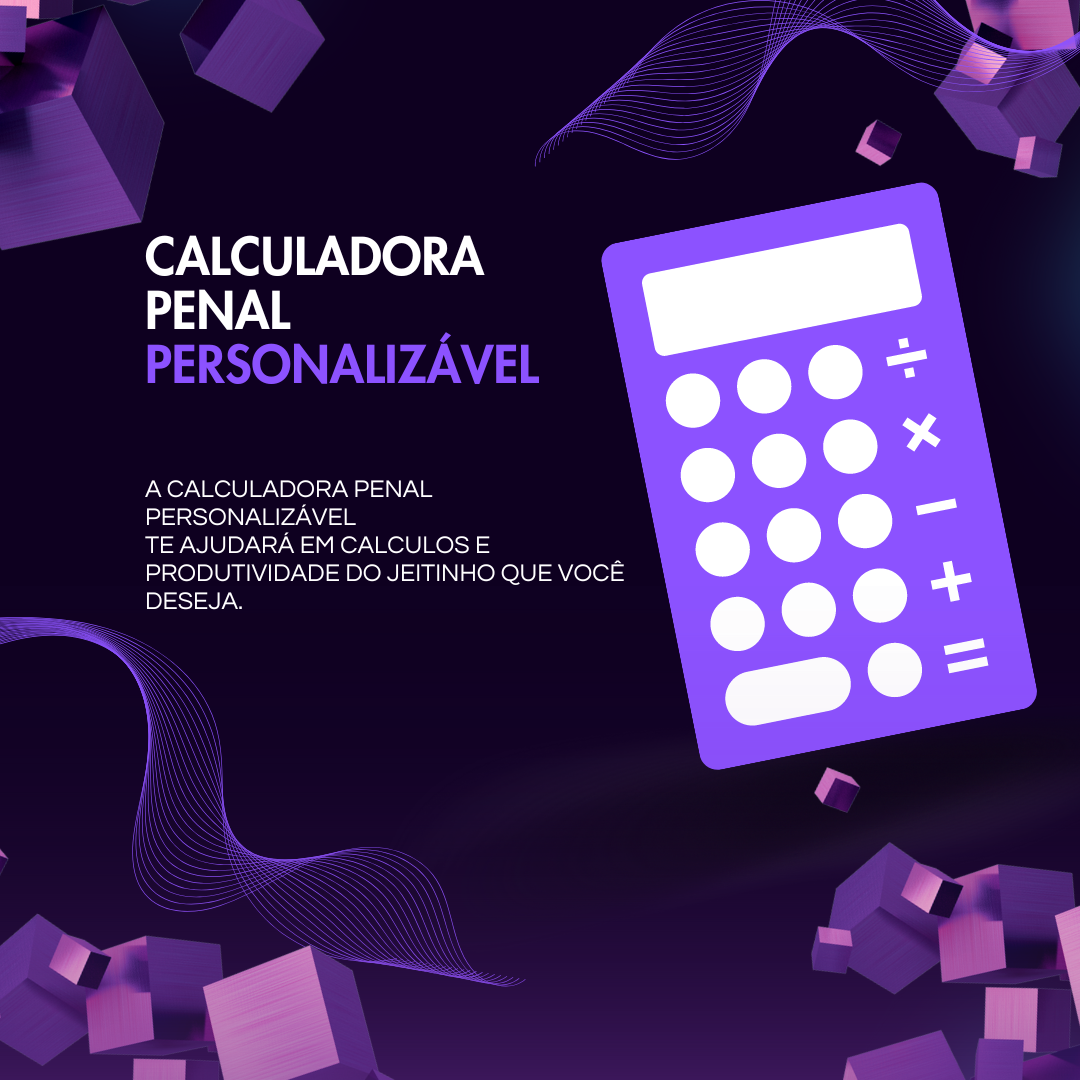 CALCULADORA
PENAL
PERSONALIZÁVEL
A CALCULADORA PENAL
PERSONALIZÁVEL
TE AJUDARÁ EM CALCULOS E
PRODUTIVIDADE DO JEITINHO QUE VOCÊ
DESEJA.
÷
×
−
+
=